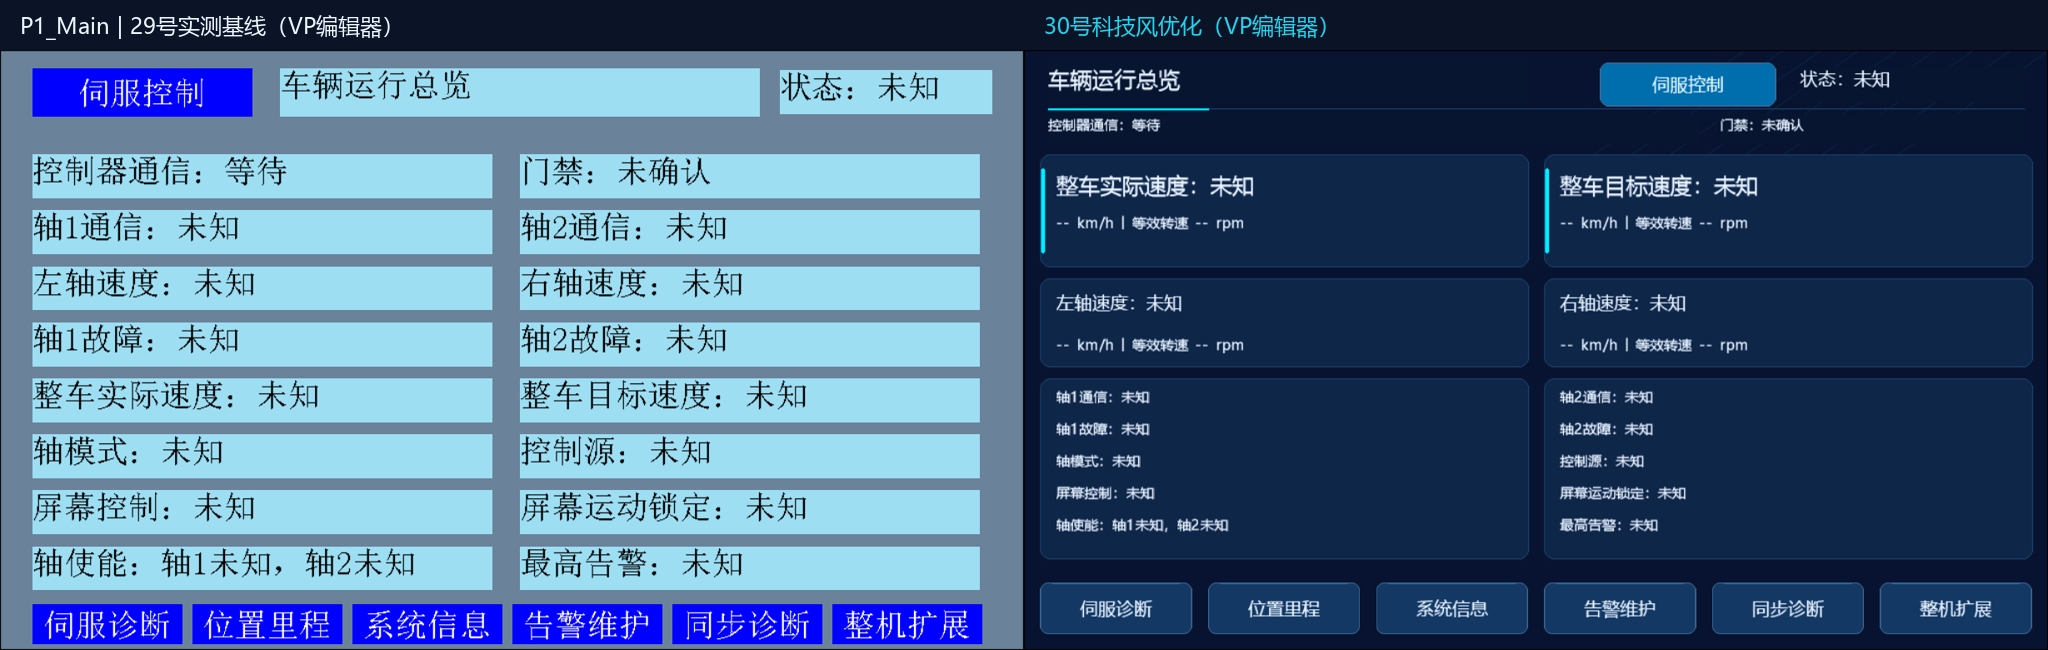 P1_Main | 29号实测基线（VP编辑器）
伺服控制
车辆运行总览
状态：未知
控制器通信：等待
门禁：未确认
轴1通信：未知
轴2通信：未知
左轴速度：未知
右轴速度：未知
轴1故障：未知
轴2故障：未知
整车实际速度：未知
整车目标速度：未知
轴模式：未知
控制源：未知
屏幕控制：未知
屏幕运动锁定：未知
轴使能：轴1未知，轴2未知
最高告警：未知
伺服诊断
位置里程
系统信息
告警维护
同步诊断
整机扩展
30号科技风优化（VP编辑器）
车辆运行总览
伺服控制
状态：未知
控制器通信：等待
门禁：未确认
整车实际速度：未知
-- km/h | 等效转速 -- rpm
整车目标速度：未知
-- km/h | 等效转速 -- rpm
左轴速度：未知
-- km/h | 等效转速 -- rpm
右轴速度：未知
-- km/h | 等效转速 -- rpm
轴1通信：未知
轴1故障：未知
轴模式：未知
屏幕控制：未知
轴使能：轴1未知，轴2未知
轴2通信：未知
轴2故障：未知
控制源：未知
屏幕运动锁定：未知
最高告警：未知
伺服诊断
位置里程
系统信息
告警维护
同步诊断
整机扩展